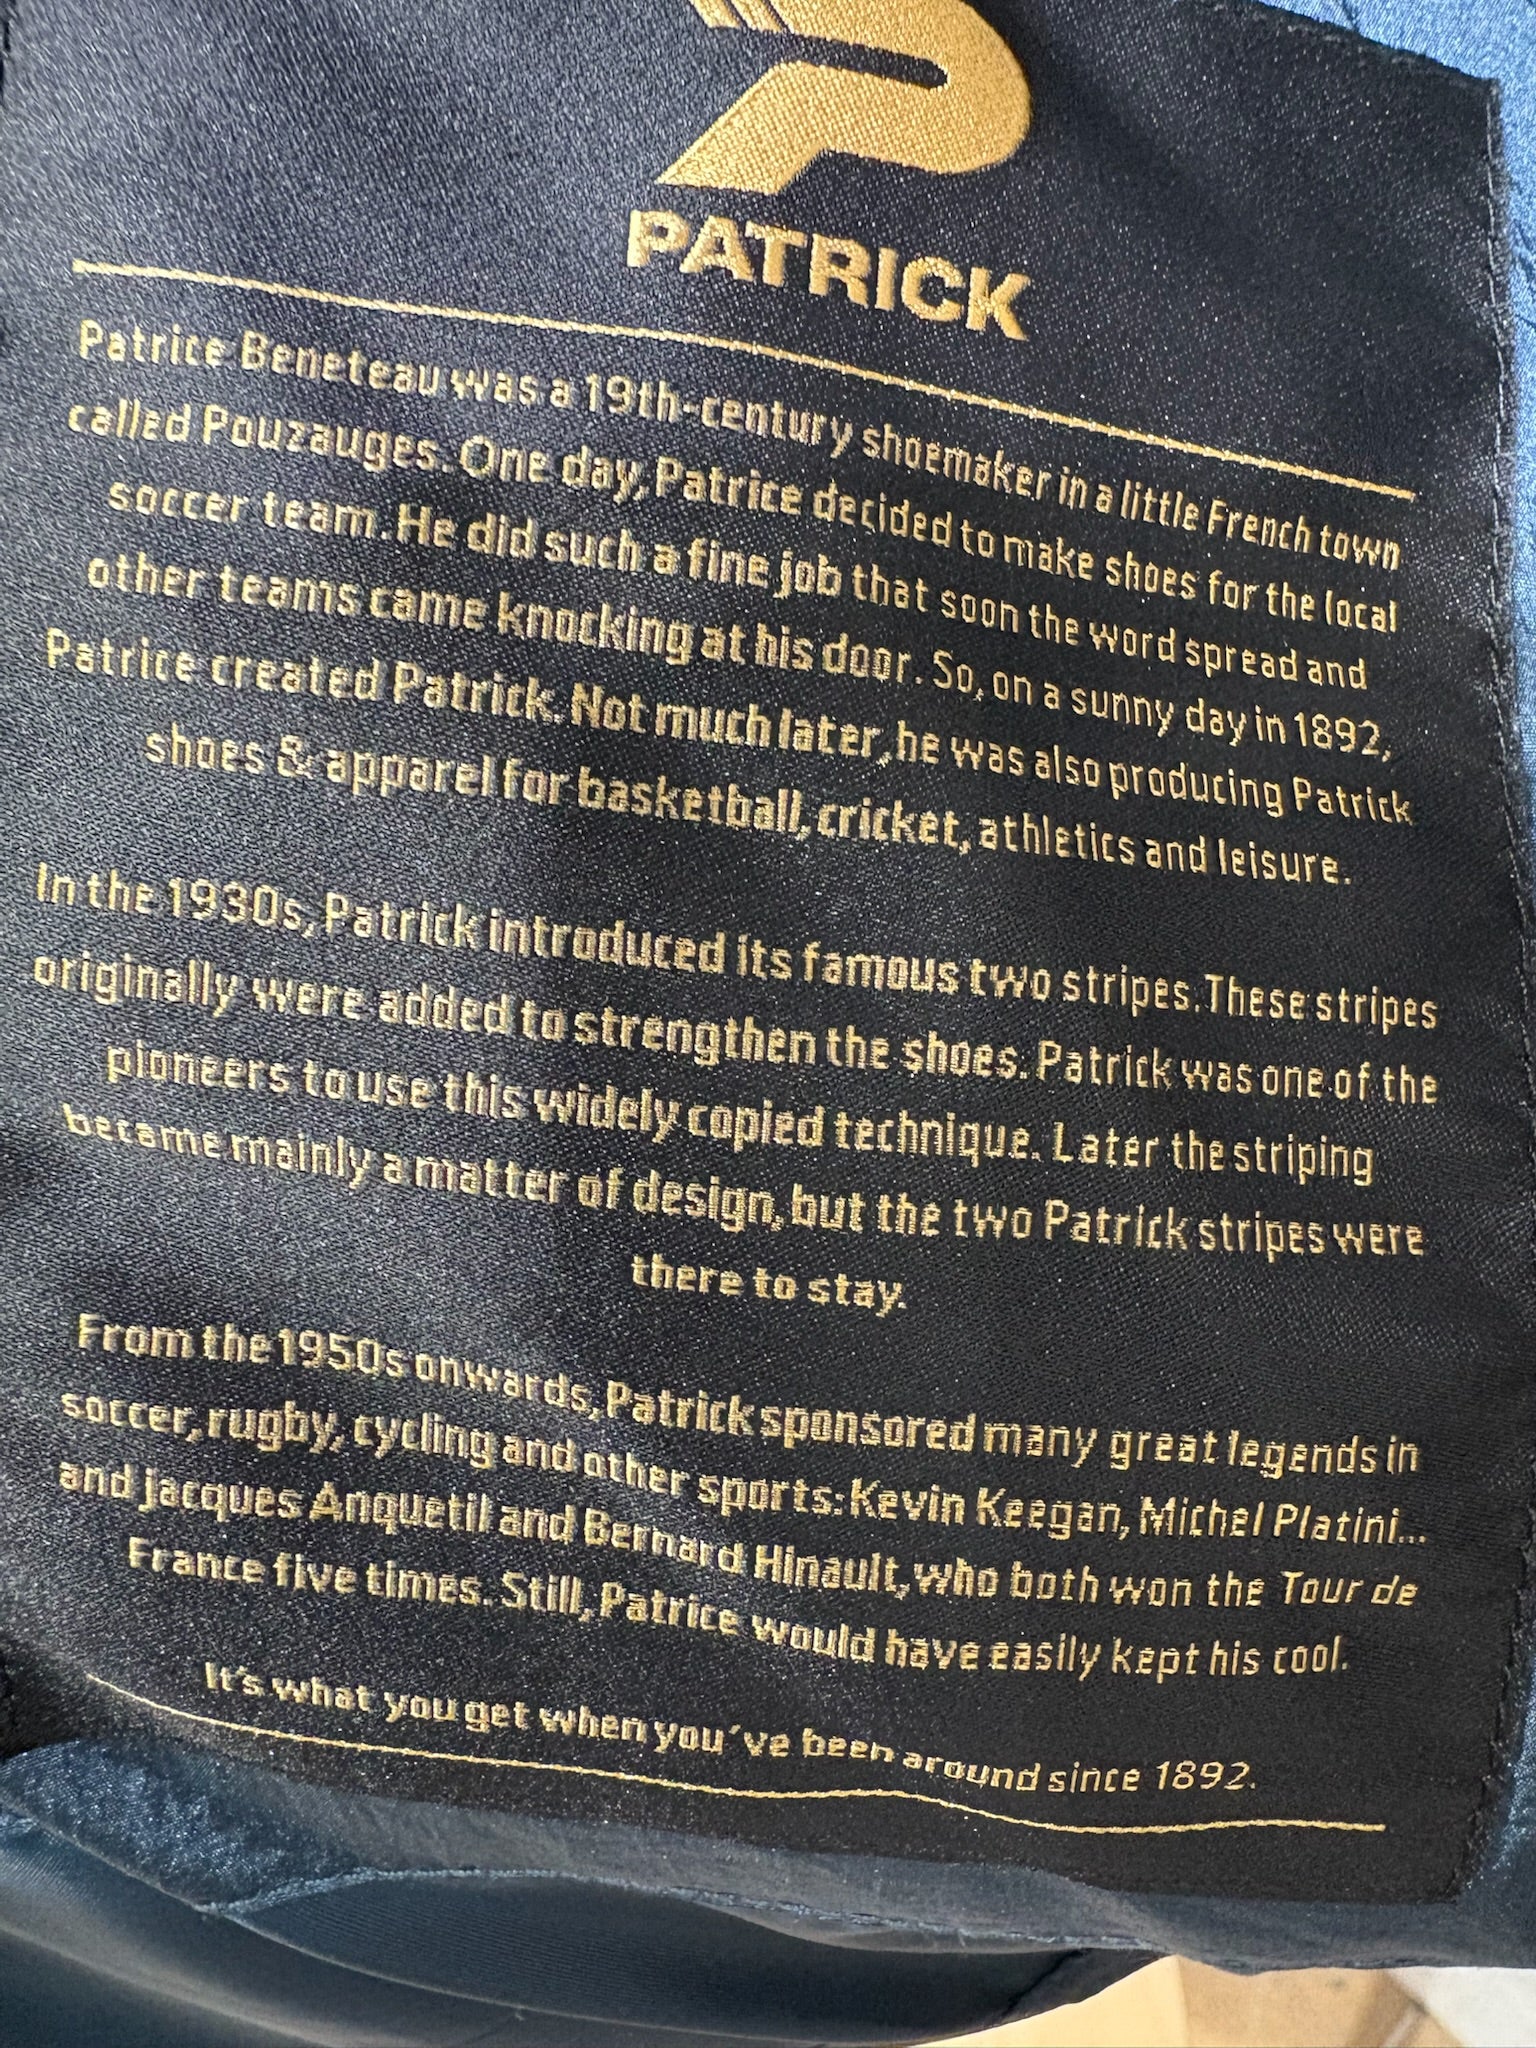 PATRICK
Patrice Beneteau was a 19th-century shoemaker in a little French town
called Pouzauges. One day, Patrice decided to make shoes for the local
soccer team. He did such a fine job that soon the word spread and
other teams came knocking at his door. So, on a sunny day in 1892,
Patrice created Patrick. Not much later, he was also producing Patrick
shoes & apparel for basketball, cricket, athletics and leisure.
In the 1930s, Patrick introduced its famous two stripes. These stripes
originally were added to strengthen the shoes. Patrick was one of the
pioneers to use this widely copied technique. Later the striping
became mainly a matter of design, but the two Patrick stripes were
there to stay.
From the 1950s onwards, Patrick sponsored many great legends in
soccer, rugby, cycling and other sports: Kevin Keegan, Michel Platini...
and Jacques Anquetil and Bernard Hinault, who both won the Tour de
France five times. Still, Patrice would have easily kept his cool.
It's what you get when you've been around since 1892.